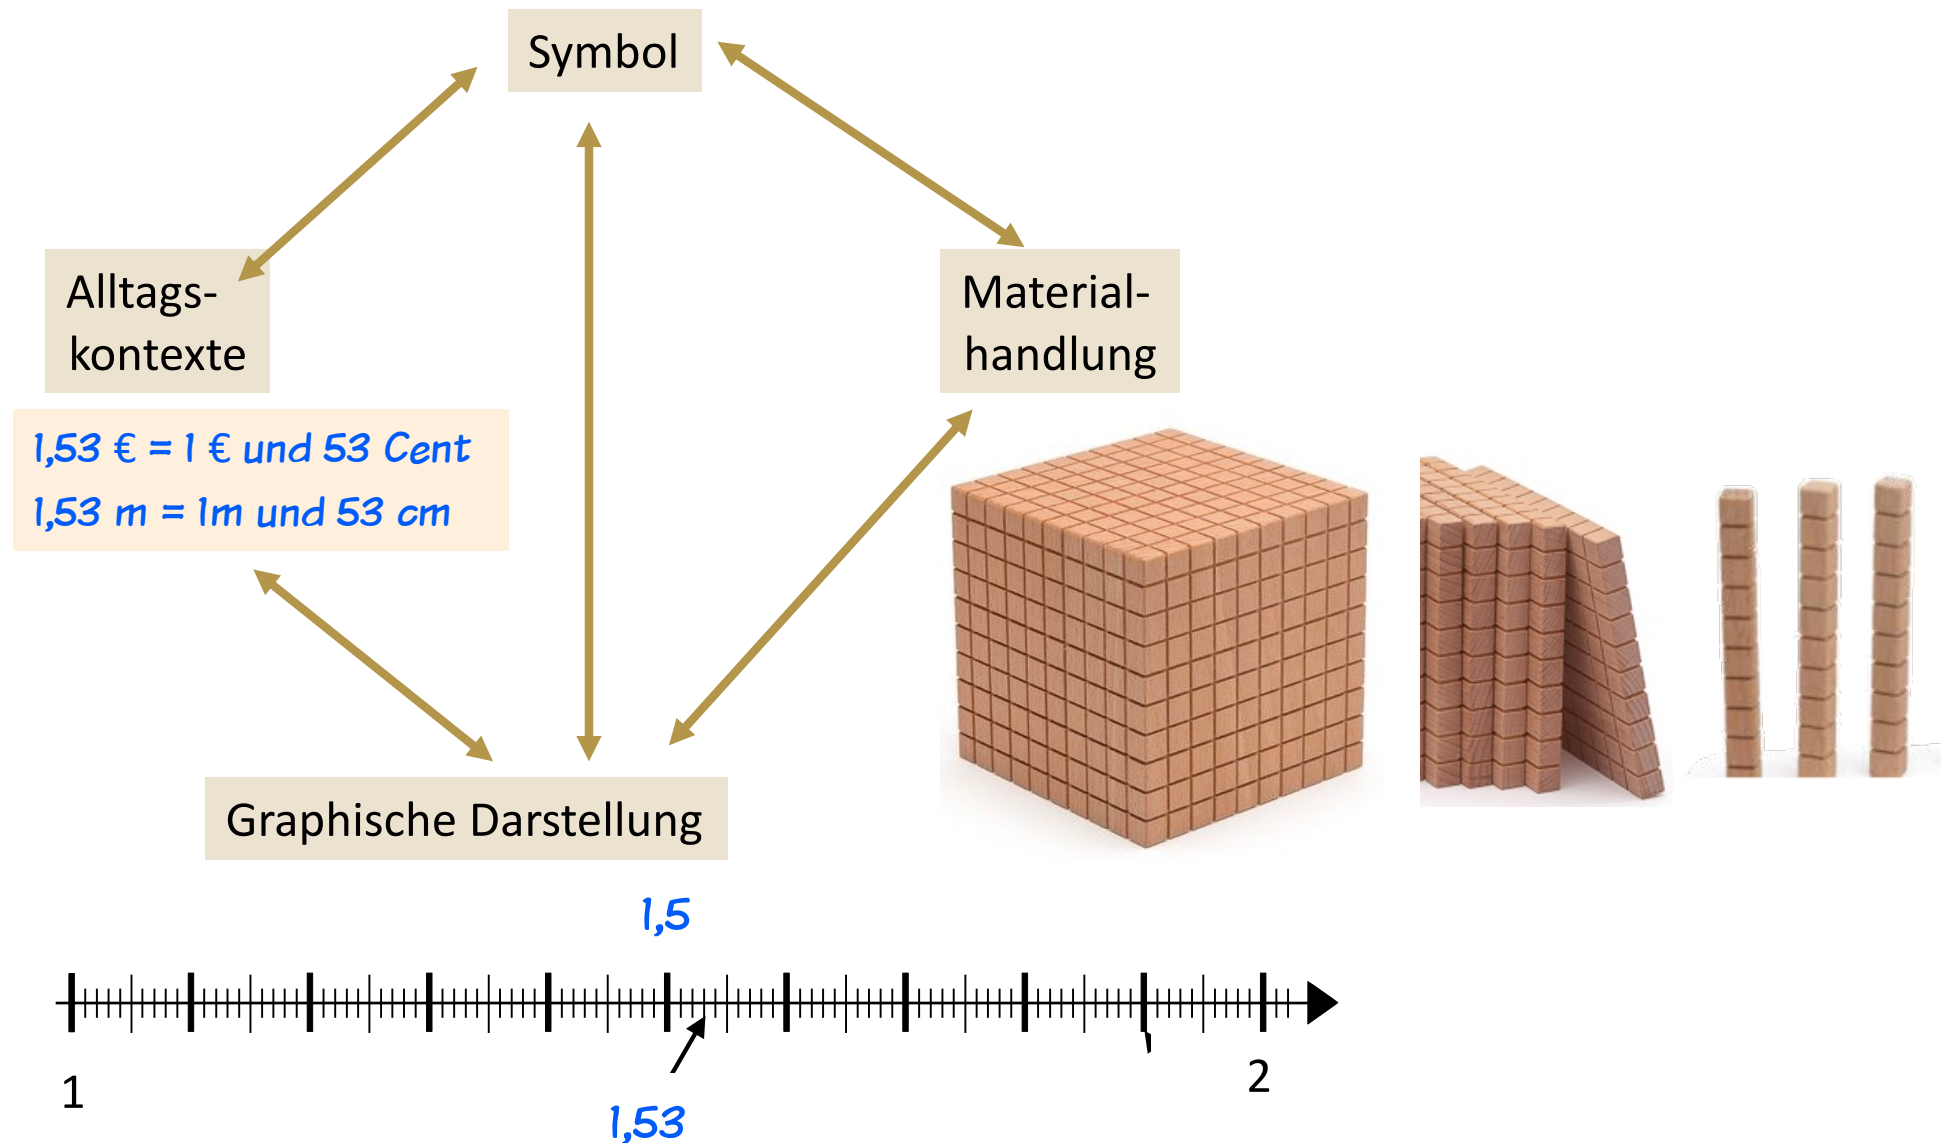 Symbol
Alltags-
kontexte
Material-
handlung
1,53 € = 1 € und 53 Cent
1,53 m = 1m und 53 cm
Graphische Darstellung
1,5
1
2
1,53